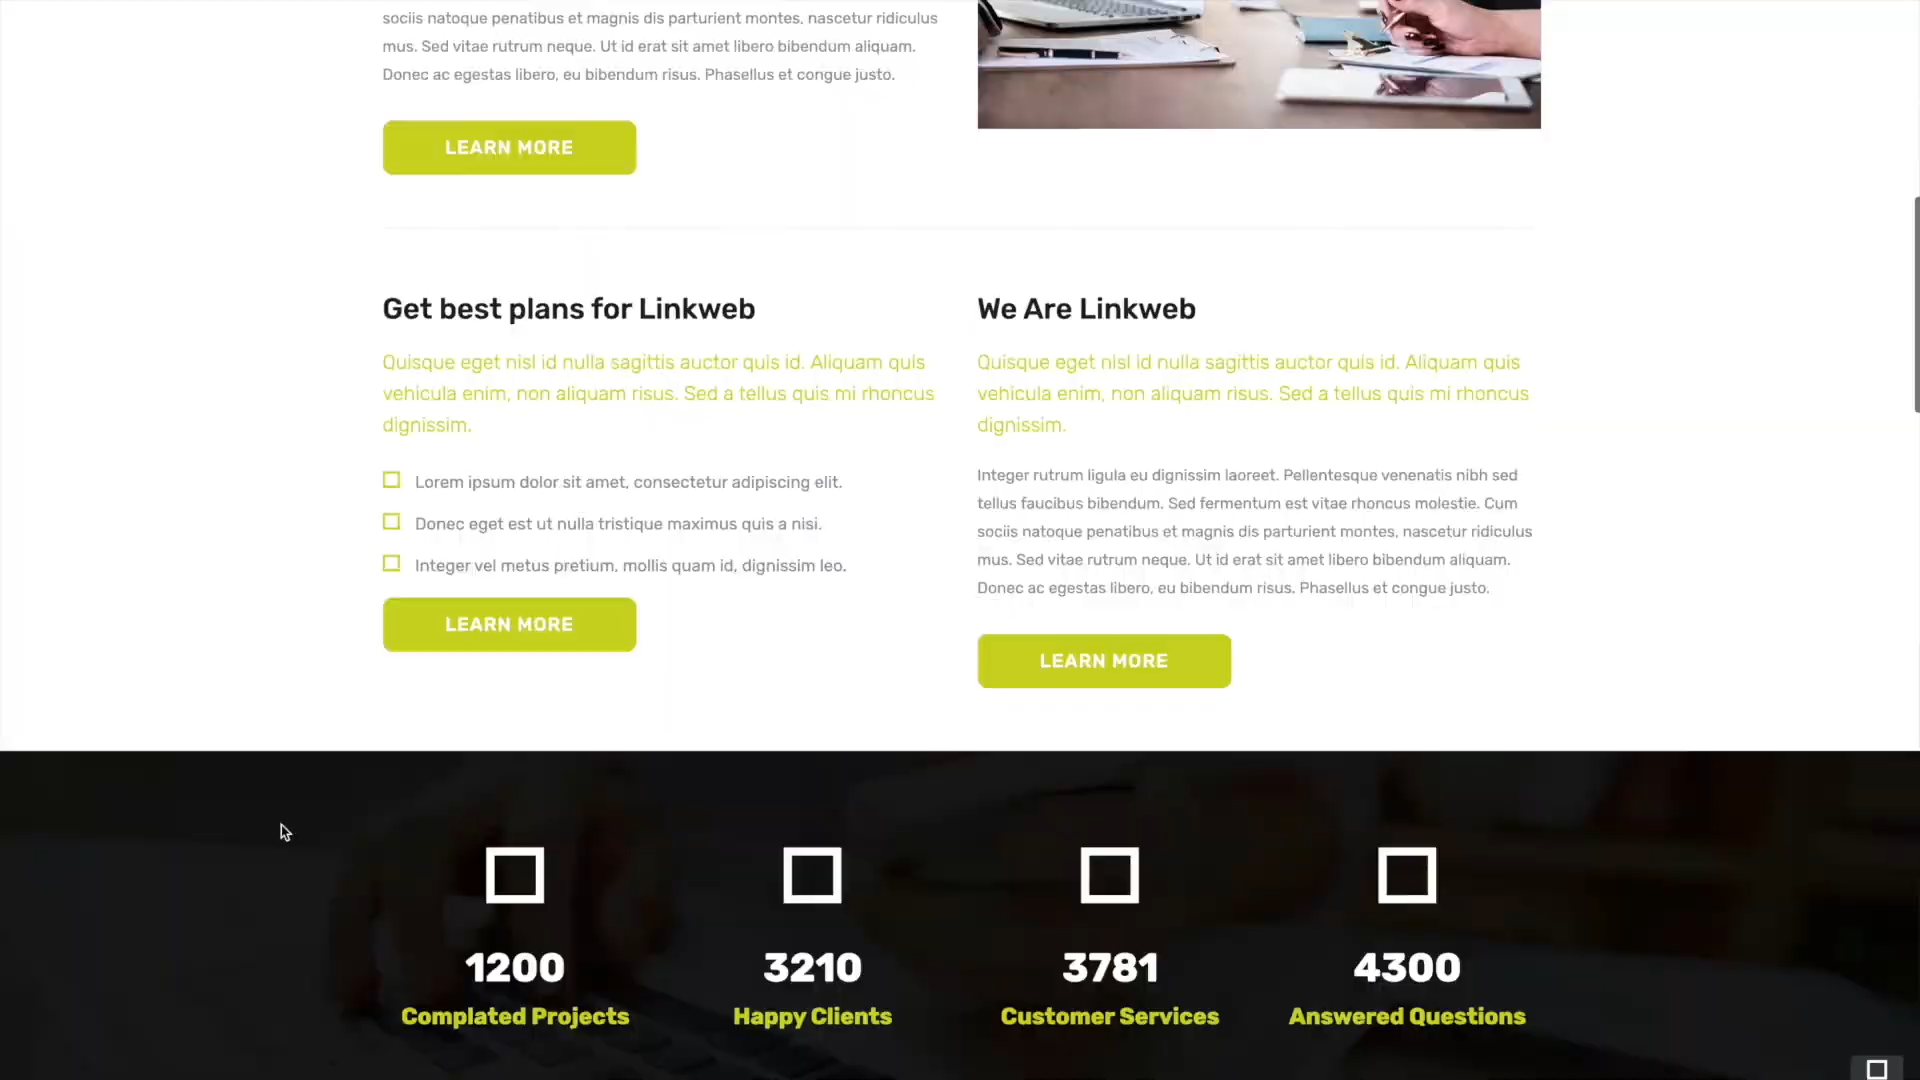 sociis natoque penatibus et magnis dis parturient montes, nascetur ridiculus
mus. Sed vitae rutrum neque. Ut id erat sit amet libero bibendum aliquam.
Donec ac egestas libero, eu bibendum risus. Phasellus et congue justo.
LEARN MORE
Get best plans for Linkweb
Quisque eget nisl id nulla sagittis auctor quis id. Aliquam quis
vehicula enim, non aliquam risus. Sed a tellus quis mi rhoncus
dignissim.
Lorem ipsum dolor sit amet, consectetur adipiscing elit.
Donec eget est ut nulla tristique maximus quis a nisi.
Integer vel metus pretium, mollis quam id, dignissim leo.
LEARN MORE
We Are Linkweb
Quisque eget nisl id nulla sagittis auctor quis id. Aliquam quis
vehicula enim, non aliquam risus. Sed a tellus quis mi rhoncus
dignissim.
Integer rutrum ligula eu dignissim laoreet. Pellentesque venenatis nibh sed
tellus faucibus bibendum. Sed fermentum est vitae rhoncus molestie. Cum
sociis natoque penatibus et magnis dis parturient montes, nascetur ridiculus
mus. Sed vitae rutrum neque. Ut id erat sit amet libero bibendum aliquam.
Donec ac egestas libero, eu bibendum risus. Phasellus et congue justo.
LEARN MORE
1200
Complated Projects
3210
Happy Clients
3781
Customer Services
4300
Answered Questions